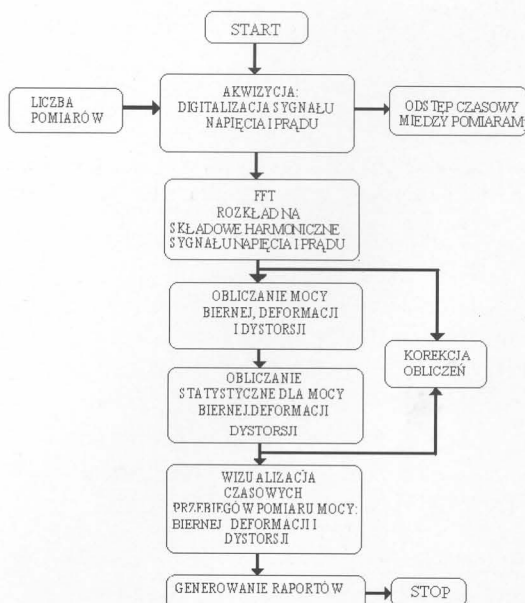 START
AKWIZYCJA:
DIGITALIZACJA SYGNAŁU
NAPIĘCIA I PRĄDU
LICZBA
POMIARÓW
ODSTĘP CZASOWY
MIEDZY POMIARAMI
FFT
ROZKŁAD NA
SKŁADOWE HARMONICZNE
SYGNAŁU NAPIĘCIA I PRĄDU
OBLICZANIE MOCY
BIERNEJ, DEFORMACJI
I DYSTORSJI
KOREKCJA
OBLICZEŃ
OBLICZANIE
STATYSTYCZNE DLA MOCY
BIERNEJ.DEFORMACJI
DYSTORSJI
WIZUALIZACJA
CZASOWYCH
PRZEBIEGÓW POMIARU MOCY:
BIERNEJ DEFORMACJI I
DYSTORSJI
GENEROWANIE RAPORTÓW
STOP